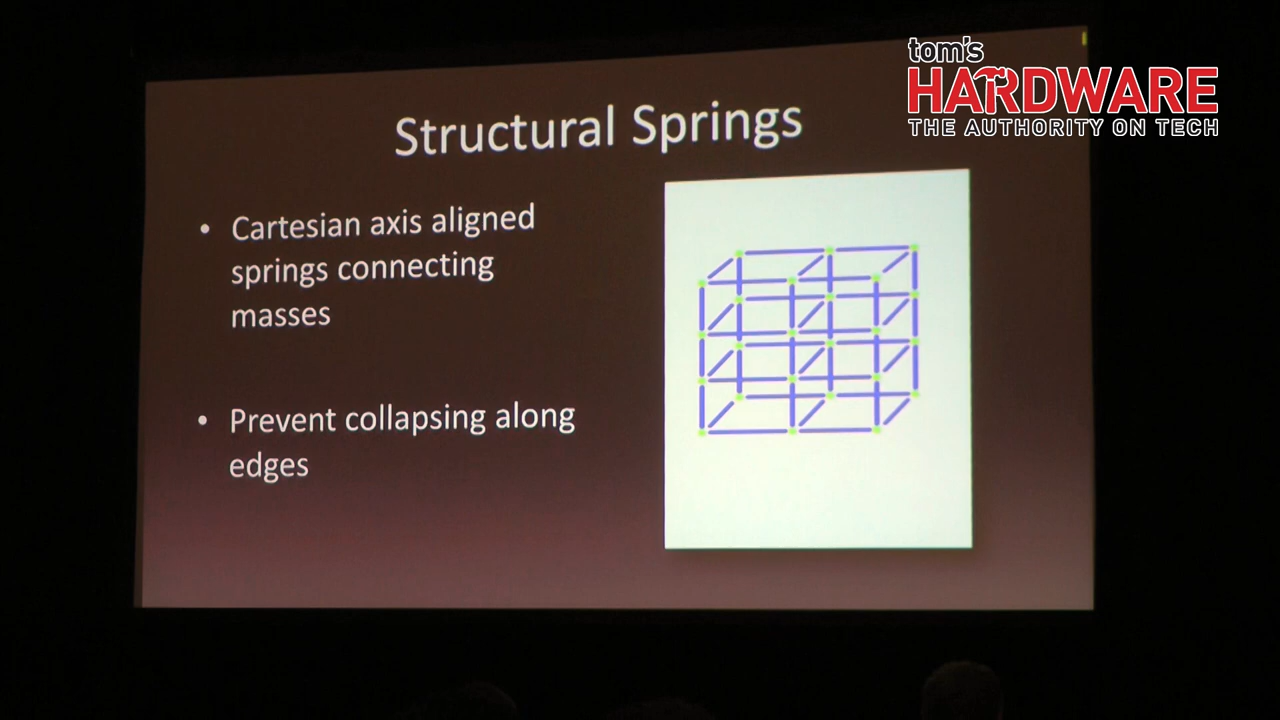 tom's
HARDWARE
THE AUTHORITY ON TECH
Structural Springs
• Cartesian axis aligned
springs connecting
masses
• Prevent collapsing along
edges